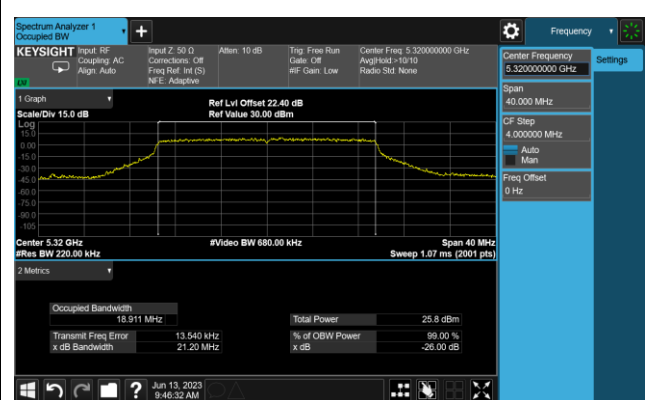 Spectrum Analyzer 1
Occupied BW
Frequency
KEYSIGHT
Input: RF
Coupling: AC
Align: Auto
Input Z: 50 Ω
Corrections: Off
Freq Ref: Int (S)
NFE: Adaptive
Atten: 10 dB
Trig: Free Run
Gate: Off
#IF Gain: Low
Center Freq: 5.320000000 GHz
Avg|Hold:>10/10
Radio Std: None
LXI
Center Frequency
5.320000000 GHz
Settings
Span
40.000 MHz
CF Step
4.000000 MHz
Auto
Man
Freq Offset
0 Hz
1 Graph
Scale/Div 15.0 dB
Ref Lvl Offset 22.40 dB
Ref Value 30.00 dBm
Log
15.0
0.00
-15.0
-30.0
-45.0
-60.0
-75.0
-90.0
-105
Center 5.32 GHz
#Res BW 220.00 kHz
#Video BW 680.00 kHz
Span 40 MHz
Sweep 1.07 ms (2001 pts)
2 Metrics
Occupied Bandwidth
18.911 MHz
Total Power 25.8 dBm
Transmit Freq Error 13.540 kHz
% of OBW Power 99.00 %
x dB Bandwidth 21.20 MHz
x dB -26.00 dB
?
Jun 13, 2023
9:46:32 AM